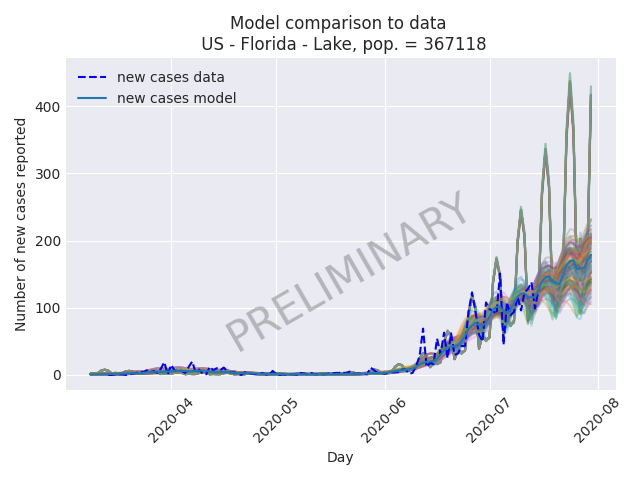 Model comparison to data
US - Florida - Lake, pop. = 367118
new cases data
new cases model
Number of new cases reported
400
300
200
100
0
PRELIMINARY
2020-04
2020-05
2020-06
2020-07
2020-08
Day